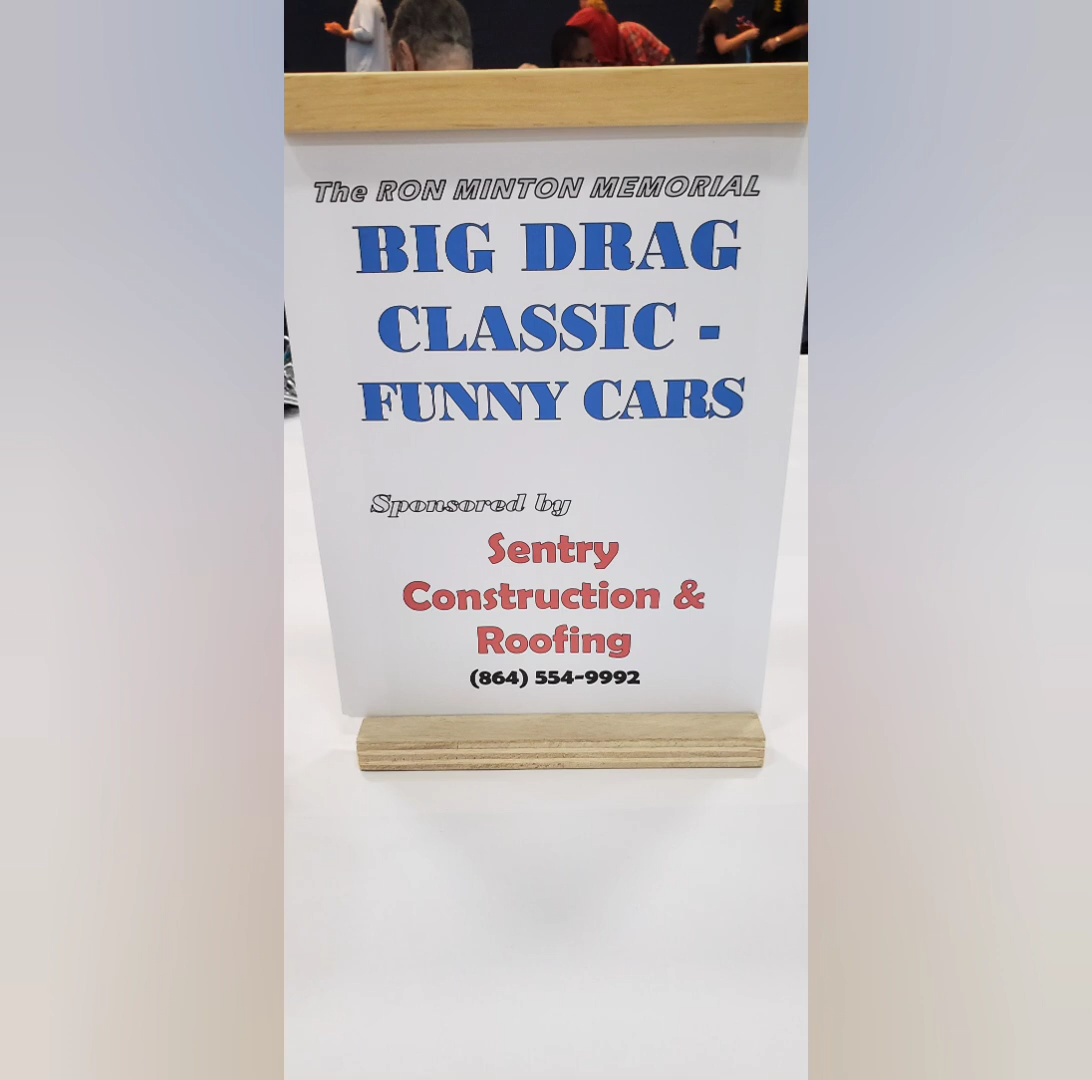 The RON MINTON MEMORIAL
BIG DRAG
CLASSIC -
FUNNY CARS
Sponsored by
Sentry
Construction &
Roofing
(864) 554-9992